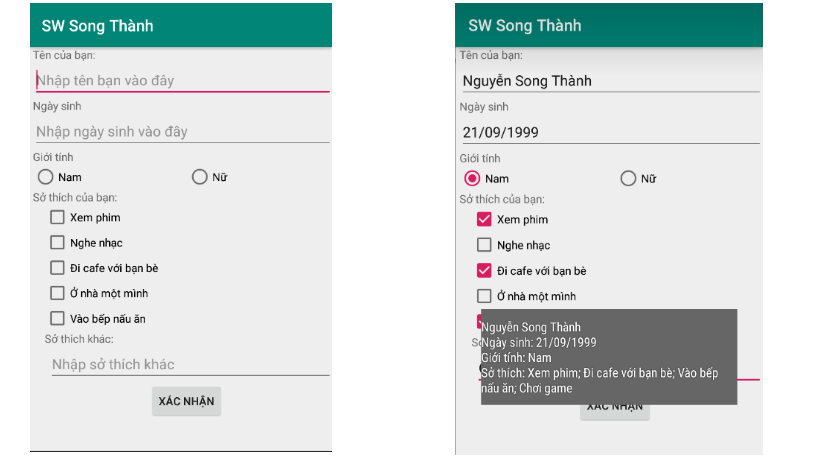 SW Song Thành
Tên của bạn:
Nhập tên bạn vào đây
Ngày sinh
Nhập ngày sinh vào đây
Giới tính
Nam
Nữ
Sở thích của bạn:
Xem phim
Nghe nhạc
Đi cafe với bạn bè
Ở nhà một mình
Vào bếp nấu ăn
Sở thích khác:
Nhập sở thích khác
XÁC NHẬN
SW Song Thành
Tên của bạn:
Nguyễn Song Thành
Ngày sinh
21/09/1999
Giới tính
Nam
Nữ
Sở thích của bạn:
Xem phim
Nghe nhạc
Đi cafe với bạn bè
Ở nhà một mình
Nguyễn Song Thành
Ngày sinh: 21/09/1999
Giới tính: Nam
Sở thích: Xem phim; Đi cafe với bạn bè; Vào bếp
nấu ăn; Chơi game
XÁC NHẬN